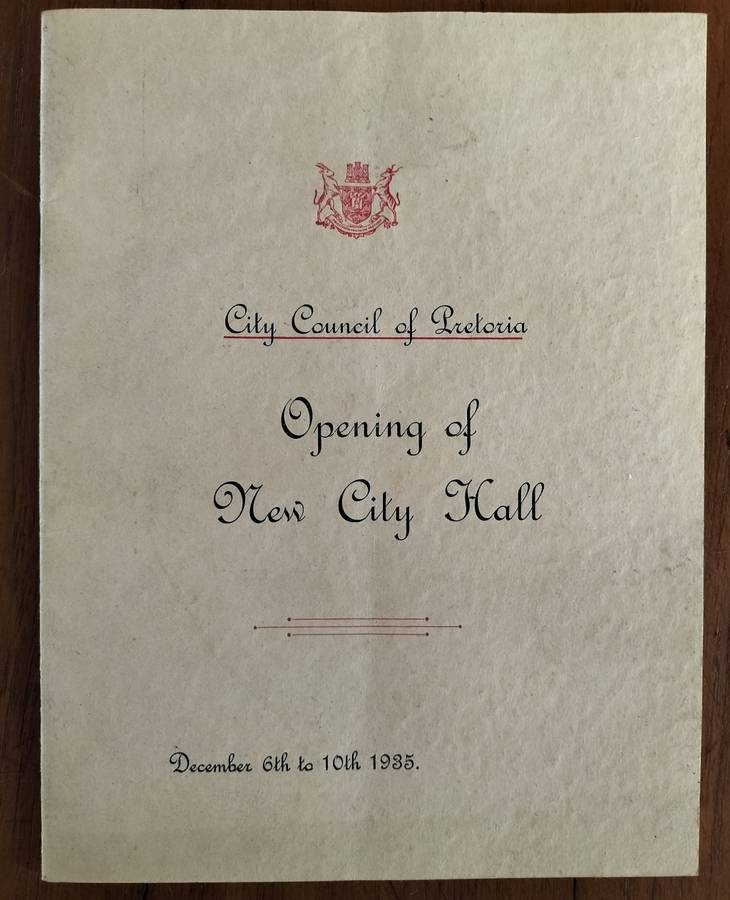 City Council of Pretoria
Opening of
New City Hall
December 6th to 10th 1935.